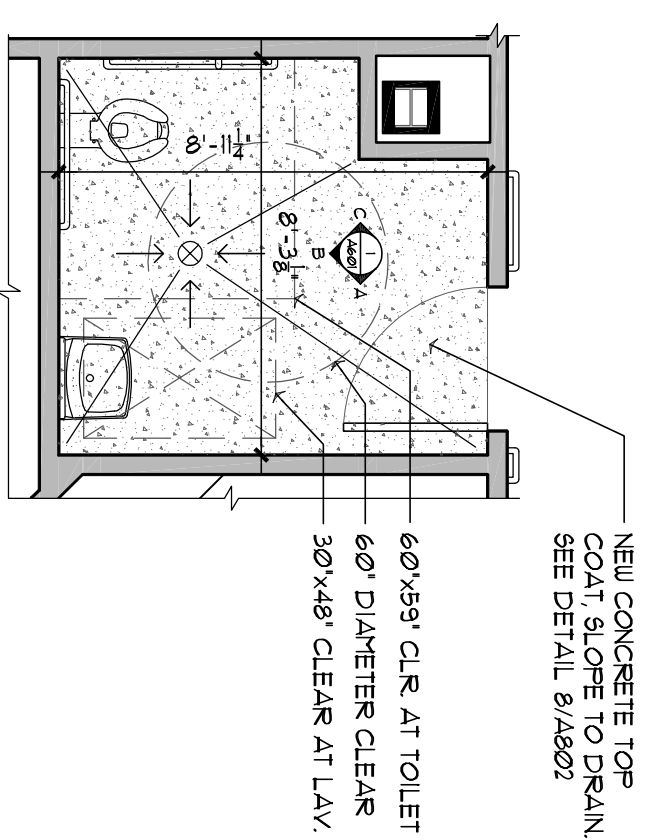 NEW CONCRETE TOP
COAT, SLOPE TO DRAIN.
SEE DETAIL 8/A802
60"x59" CLR. AT TOILET
60" DIAMETER CLEAR
30"x48" CLEAR AT LAV.
8'-11 1/4"
8'-3 1/8"
C
B
A
1
A601